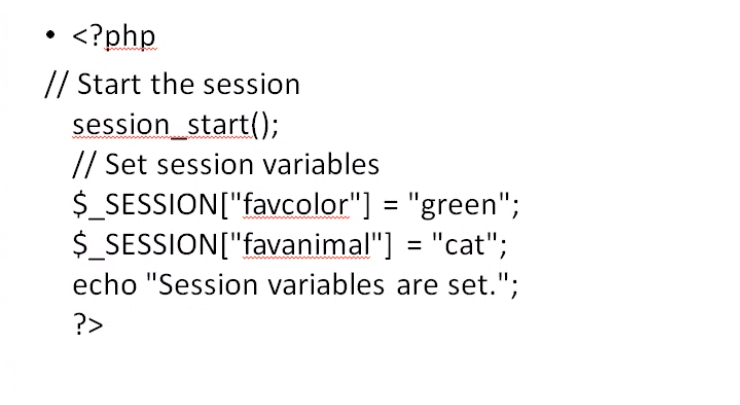 • <?php
// Start the session
session_start();
// Set session variables
$_SESSION["favcolor"] = "green";
$_SESSION["favanimal"] = "cat";
echo "Session variables are set.";
?>